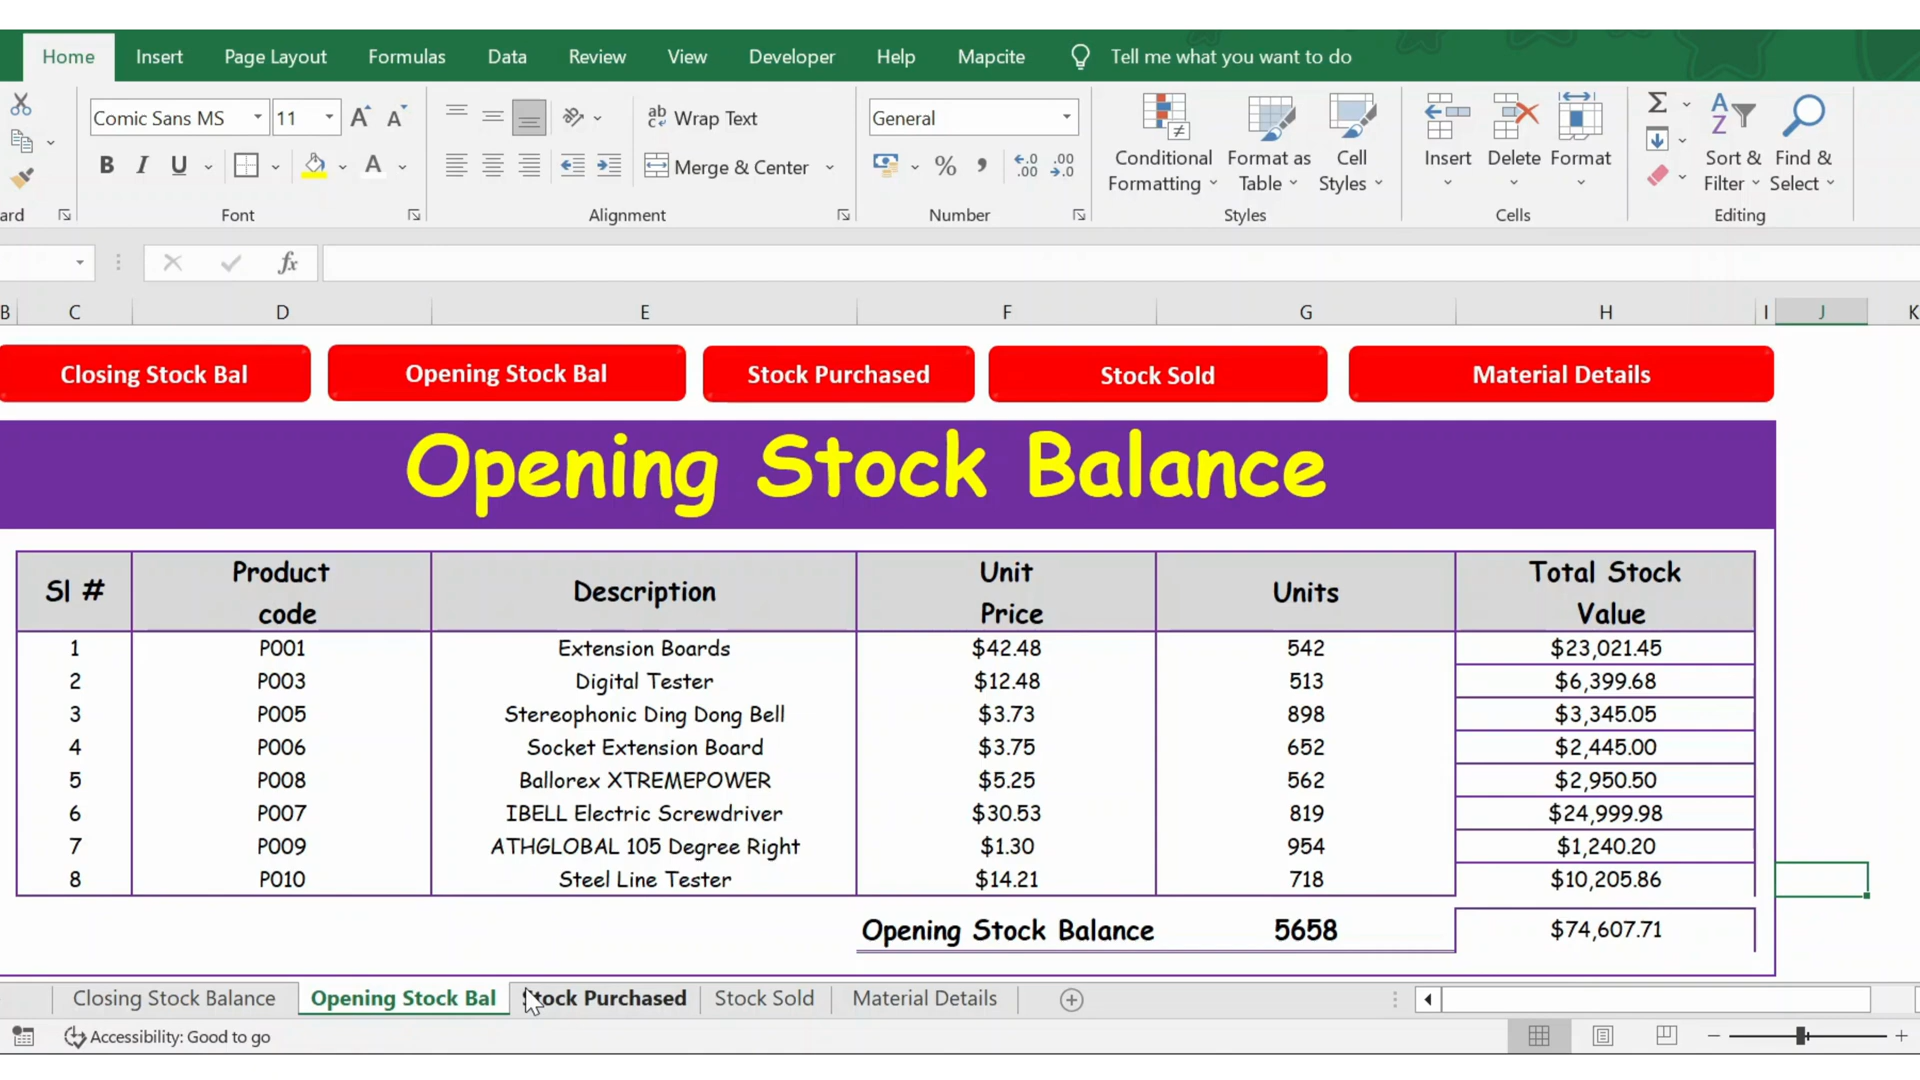 Home Insert Page Layout Formulas Data Review View Developer Help Mapcite Tell me what you want to do
Comic Sans MS 11 Wrap Text General
B I U A Merge & Center % ,
Conditional Formatting Format as Table Cell Styles Insert Delete Format Sort & Filter Find & Select
ard Font Alignment Number Styles Cells Editing
fx
B C D E F G H I J K
Closing Stock Bal Opening Stock Bal Stock Purchased Stock Sold Material Details
Opening Stock Balance
Sl # Product code Description Unit Price Units Total Stock Value
1 P001 Extension Boards $42.48 542 $23,021.45
2 P003 Digital Tester $12.48 513 $6,399.68
3 P005 Stereophonic Ding Dong Bell $3.73 898 $3,345.05
4 P006 Socket Extension Board $3.75 652 $2,445.00
5 P008 Ballorex XTREMEPOWER $5.25 562 $2,950.50
6 P007 IBELL Electric Screwdriver $30.53 819 $24,999.98
7 P009 ATHGLOBAL 105 Degree Right $1.30 954 $1,240.20
8 P010 Steel Line Tester $14.21 718 $10,205.86
Opening Stock Balance 5658 $74,607.71
Closing Stock Balance Opening Stock Bal Stock Purchased Stock Sold Material Details
Accessibility: Good to go